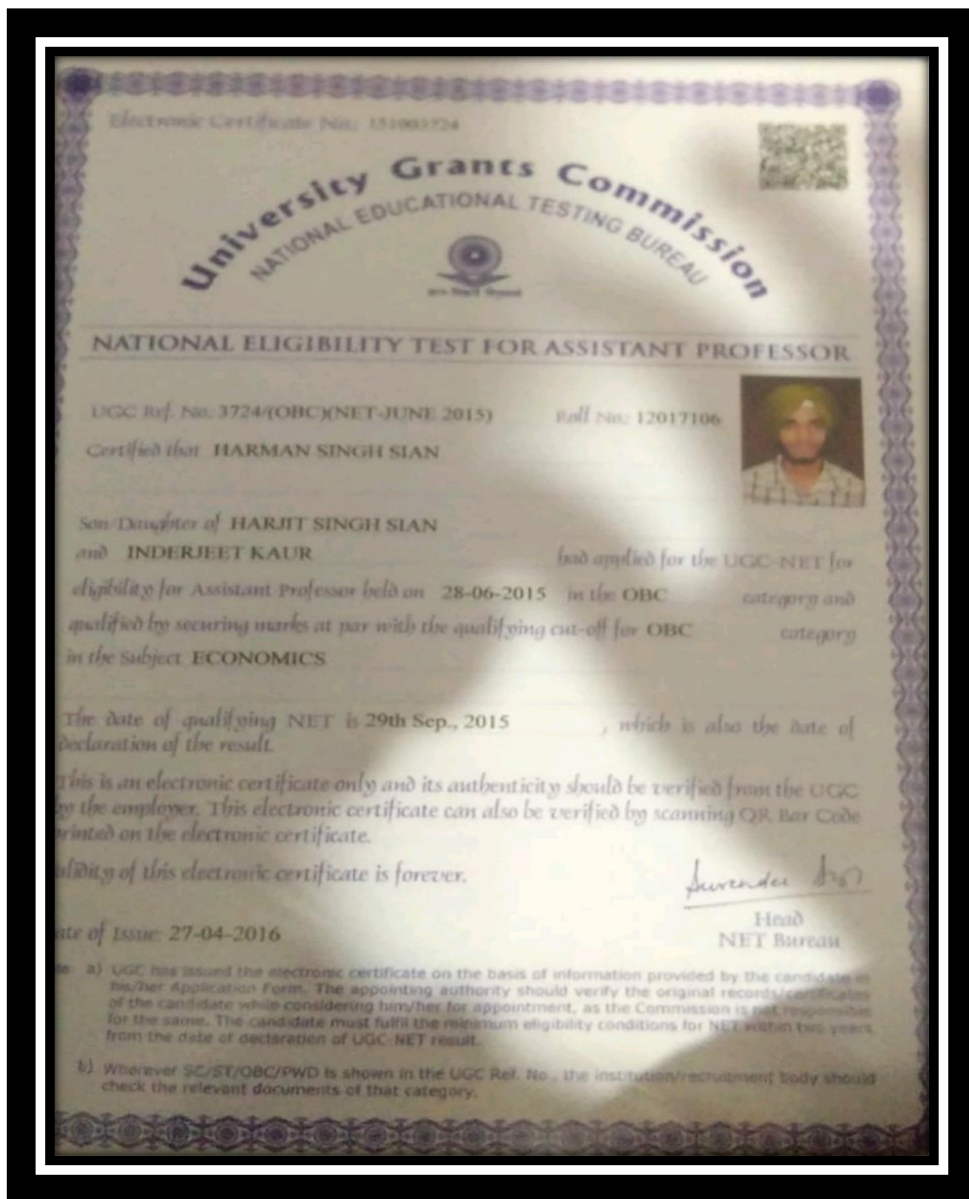 Electronic Certificate No.: 151003724
University Grants Commission
NATIONAL EDUCATIONAL TESTING BUREAU
NATIONAL ELIGIBILITY TEST FOR ASSISTANT PROFESSOR
UGC Ref. No. 3724/(OBC)(NET-JUNE 2015) Roll No.: 12017106
Certified that HARMAN SINGH SIAN
Son/Daughter of HARJIT SINGH SIAN
and INDERJEET KAUR had applied for the UGC-NET for
eligibility for Assistant Professor held on 28-06-2015 in the OBC category and
qualified by securing marks at par with the qualifying cut-off for OBC category
in the Subject ECONOMICS
The date of qualifying NET is 29th Sep., 2015 , which is also the date of
declaration of the result.
This is an electronic certificate only and its authenticity should be verified from the UGC
by the employer. This electronic certificate can also be verified by scanning QR Bar Code
rinted on the electronic certificate.
alidity of this electronic certificate is forever.
ate of Issue: 27-04-2016
Head
NET Bureau
a) UGC has issued the electronic certificate on the basis of information provided by the candidate in
his/her Application Form. The appointing authority should verify the original records/certificates
of the candidate while considering him/her for appointment, as the Commission is not responsible
for the same. The candidate must fulfil the minimum eligibility conditions for NET within two years
from the date of declaration of UGC-NET result.
b) Wherever SC/ST/OBC/PWD is shown in the UGC Ref. No., the institution/recruitment body should
check the relevant documents of that category.